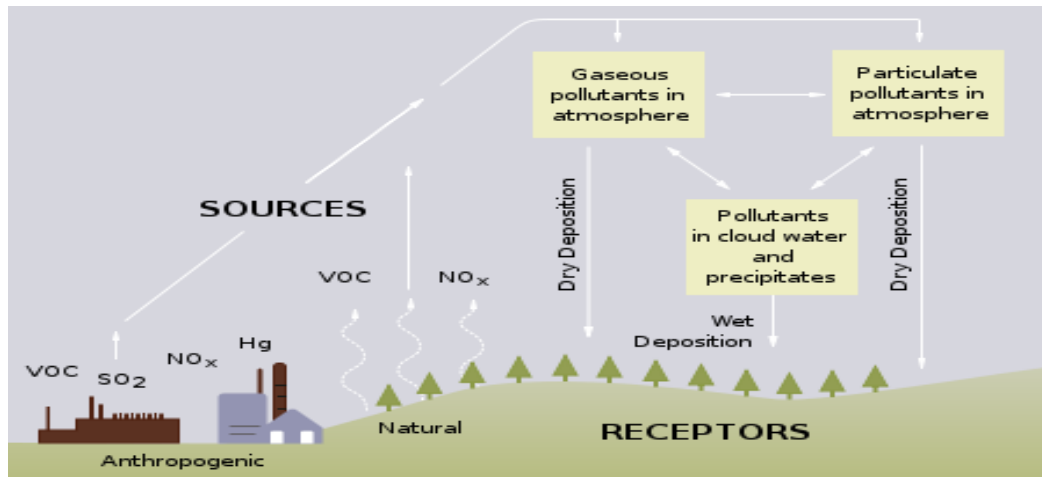 Gaseous
pollutants in
atmosphere
Particulate
pollutants in
atmosphere
Dry Deposition
Dry Deposition
SOURCES
Pollutants
in cloud water
and
precipitates
VOC
NOx
Wet
Deposition
Hg
NOx
VOC
SO2
Natural
RECEPTORS
Anthropogenic